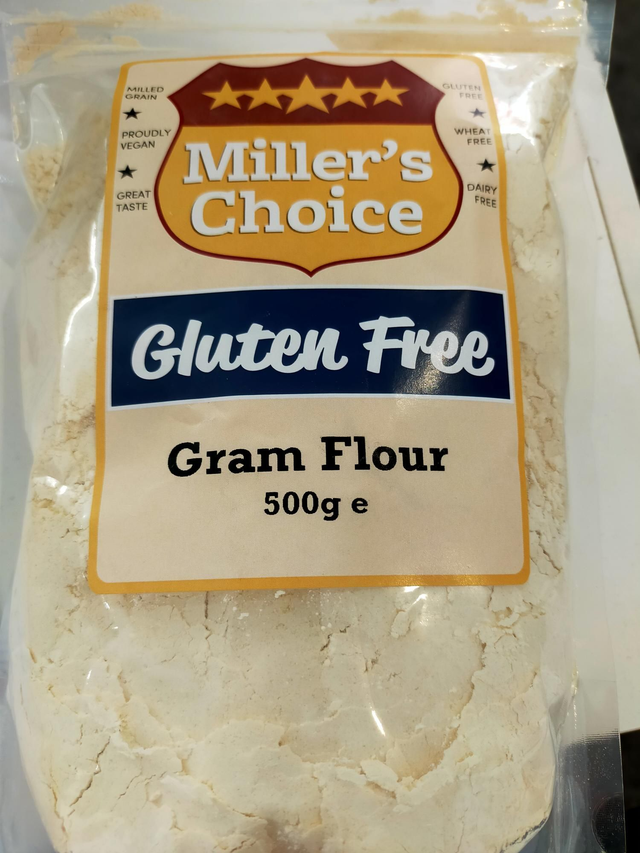 MILLED
GRAIN
PROUDLY
VEGAN
GREAT
TASTE
Miller's
Choice
GLUTEN
FREE
WHEAT
FREE
DAIRY
FREE
Gluten Free
Gram Flour
500g e